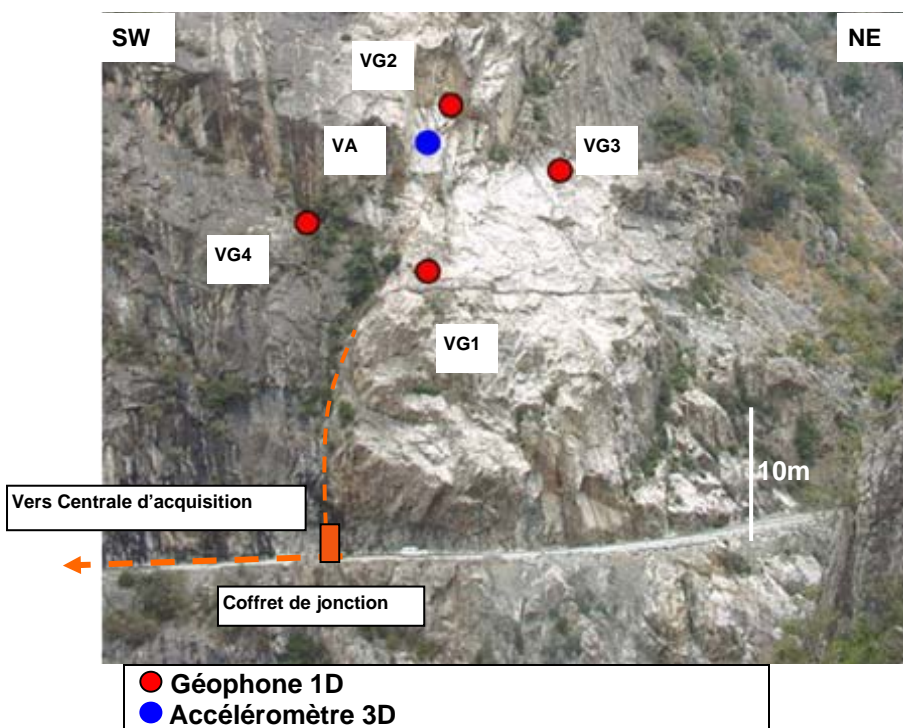 SW
NE
VG2
VA
VG3
VG4
VG1
10m
Vers Centrale d'acquisition
Coffret de jonction
Géophone 1D
Accéléromètre 3D